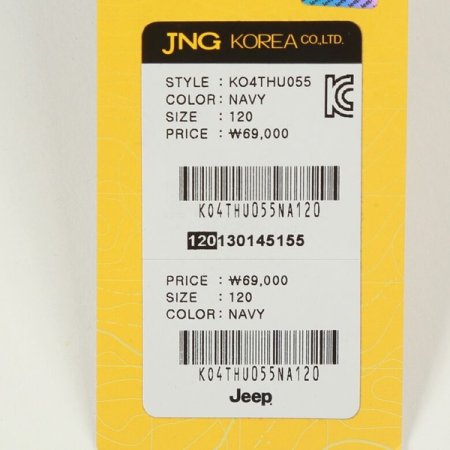 JNG KOREA CO.,LTD.
STYLE : KO4THU055
COLOR : NAVY
SIZE : 120
PRICE : ₩69,000
KC
KO4THU055NA120
120130145155
PRICE : ₩69,000
SIZE : 120
COLOR : NAVY
KO4THU055NA120
Jeep